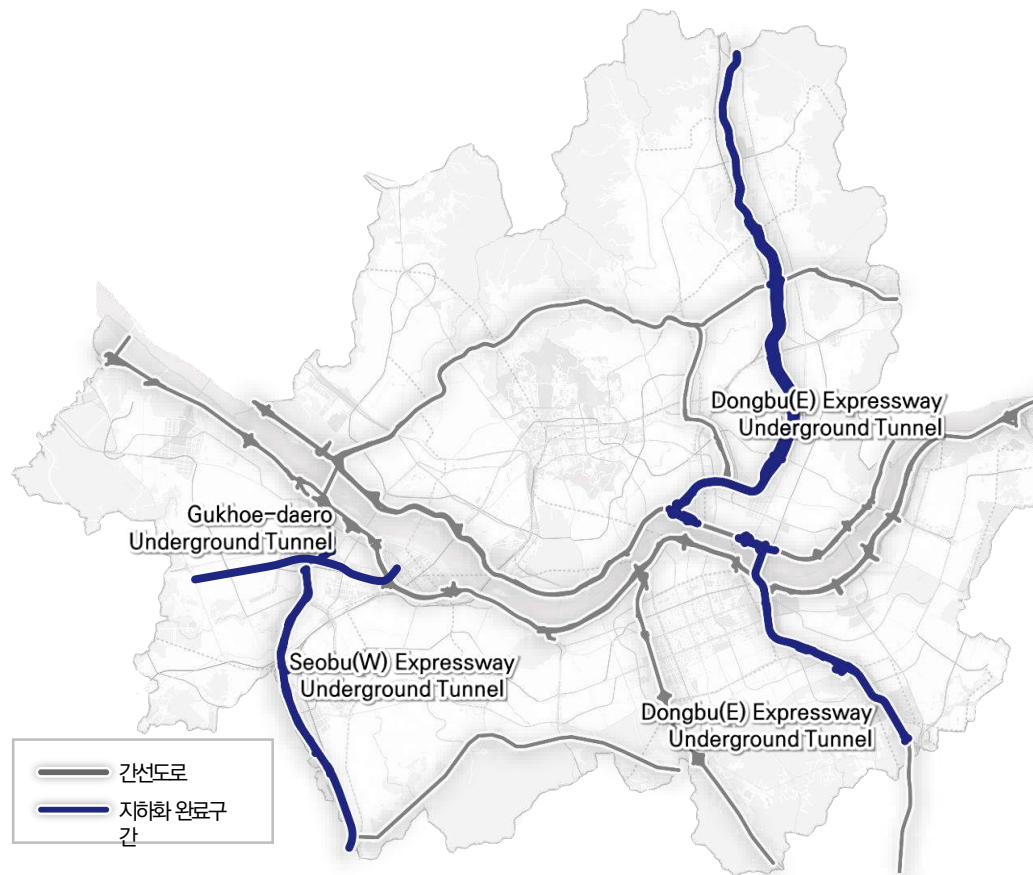 Dongbu(E) Expressway
Underground Tunnel
Gukhoe-daero
Underground Tunnel
Seobu(W) Expressway
Underground Tunnel
Dongbu(E) Expressway
Underground Tunnel
간선도로
지하화 완료구
간